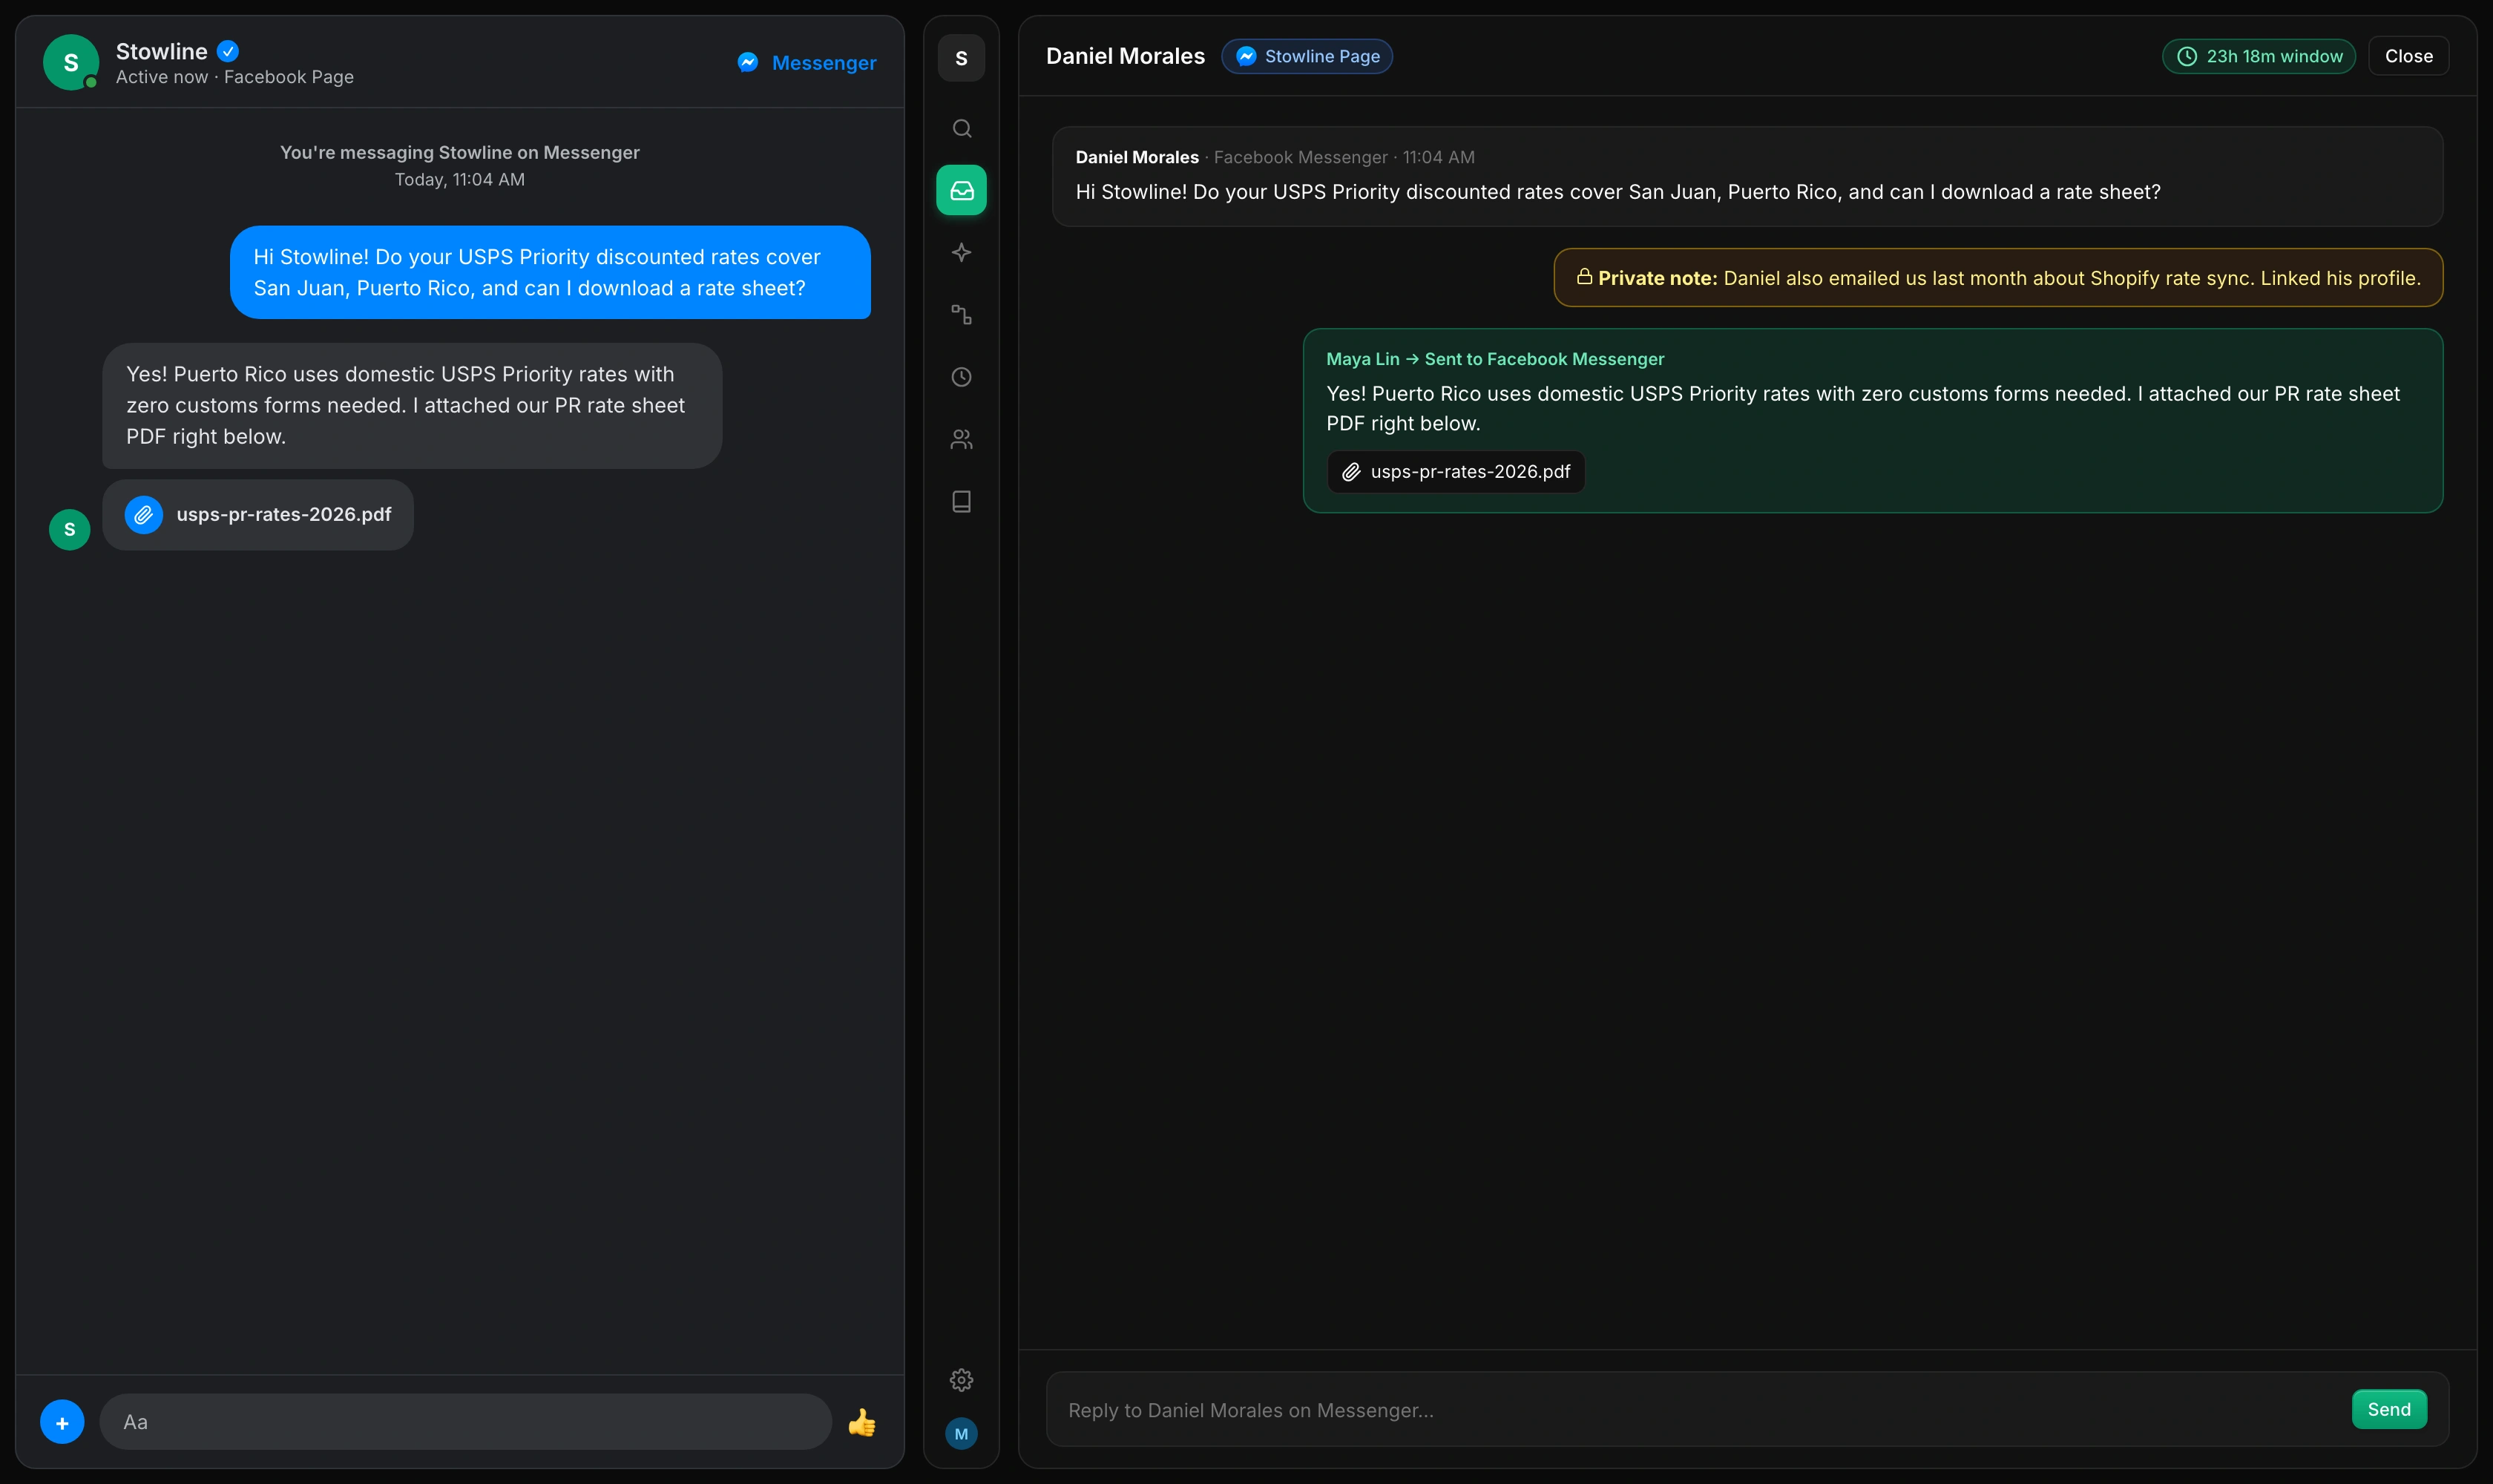 S
Stowline
Active now · Facebook Page
Messenger
You're messaging Stowline on Messenger
Today, 11:04 AM
Hi Stowline! Do your USPS Priority discounted rates cover
San Juan, Puerto Rico, and can I download a rate sheet?
Yes! Puerto Rico uses domestic USPS Priority rates with
zero customs forms needed. I attached our PR rate sheet
PDF right below.
S
usps-pr-rates-2026.pdf
+
Aa
S
M
Daniel Morales
Stowline Page
23h 18m window
Close
Daniel Morales · Facebook Messenger · 11:04 AM
Hi Stowline! Do your USPS Priority discounted rates cover San Juan, Puerto Rico, and can I download a rate sheet?
Private note: Daniel also emailed us last month about Shopify rate sync. Linked his profile.
Maya Lin → Sent to Facebook Messenger
Yes! Puerto Rico uses domestic USPS Priority rates with zero customs forms needed. I attached our PR rate sheet
PDF right below.
usps-pr-rates-2026.pdf
Reply to Daniel Morales on Messenger...
Send